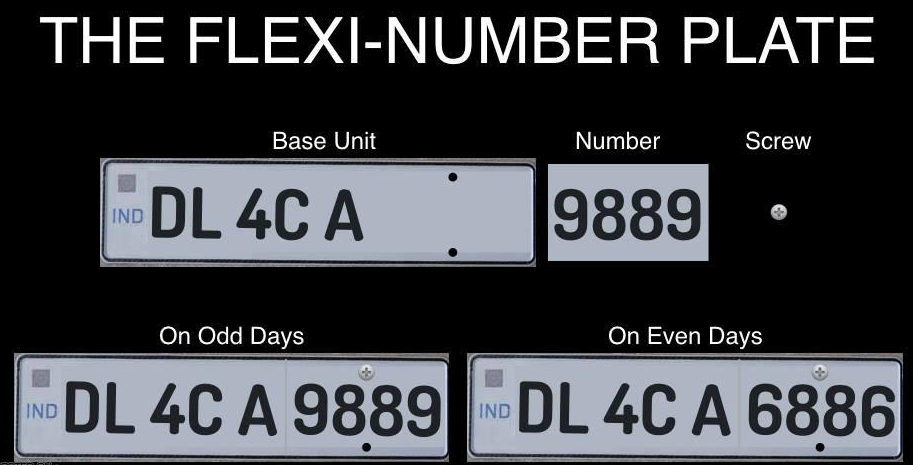 THE FLEXI-NUMBER PLATE
Base Unit
Number
Screw
IND DL 4C A
9889
On Odd Days
On Even Days
IND DL 4C A 9889
IND DL 4C A 6886